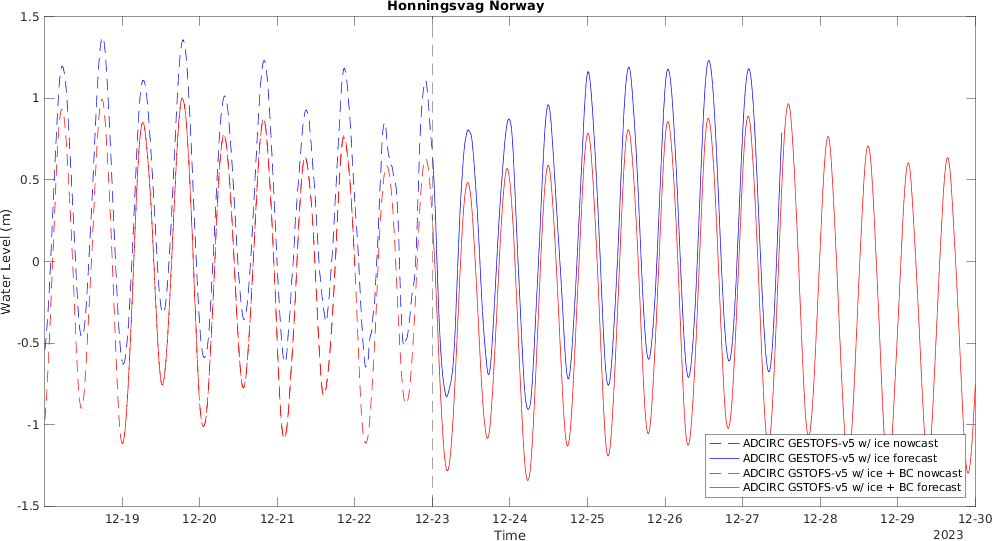 Honningsvag Norway
1.5
1
0.5
0
-0.5
-1
-1.5
Water Level (m)
12-19
12-20
12-21
12-22
12-23
12-24
12-25
12-26
12-27
12-28
12-29
12-30
Time
2023
ADCIRC GESTOFS-v5 w/ ice nowcast
ADCIRC GESTOFS-v5 w/ ice forecast
ADCIRC GSTOFS-v5 w/ ice + BC nowcast
ADCIRC GSTOFS-v5 w/ ice + BC forecast